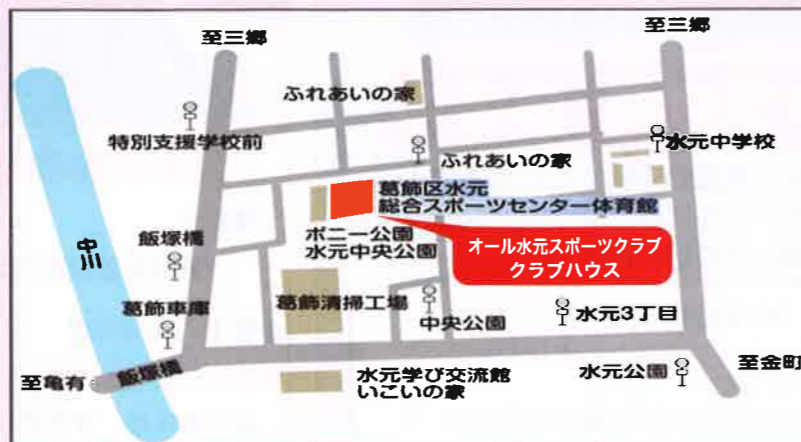 至三郷
至三郷
ふれあいの家
特別支援学校前
ふれあいの家
水元中学校
葛飾区水元
総合スポーツセンター体育館
ポニー公園
水元中央公園
オール水元スポーツクラブ
クラブハウス
中川
飯塚橋
葛飾車庫
葛飾清掃工場
中央公園
水元3丁目
至亀有
飯塚橋
水元学び交流館
いこいの家
水元公園
至金町